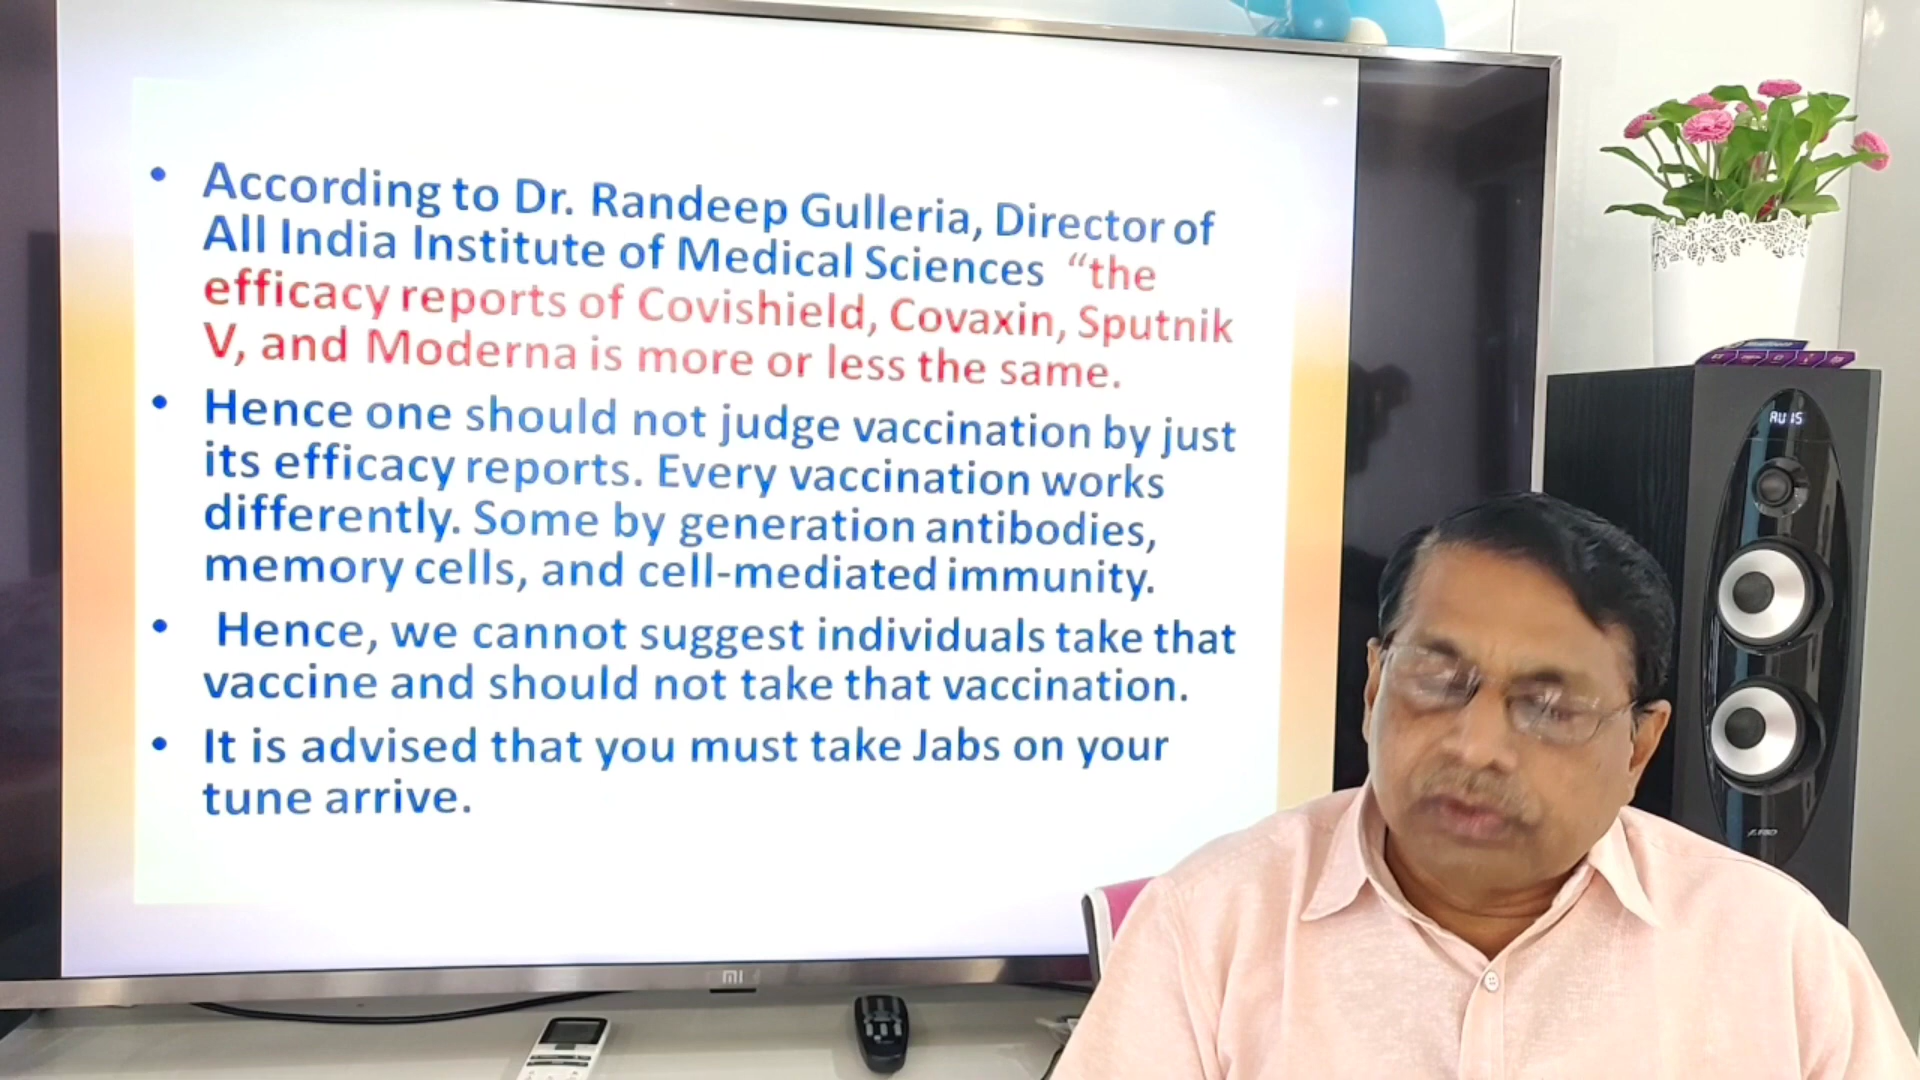 • According to Dr. Randeep Gulleria, Director of
All India Institute of Medical Sciences “the
efficacy reports of Covishield, Covaxin, Sputnik
V, and Moderna is more or less the same.
• Hence one should not judge vaccination by just
its efficacy reports. Every vaccination works
differently. Some by generation antibodies,
memory cells, and cell-mediated immunity.
• Hence, we cannot suggest individuals take that
vaccine and should not take that vaccination.
• It is advised that you must take Jabs on your
tune arrive.
mi